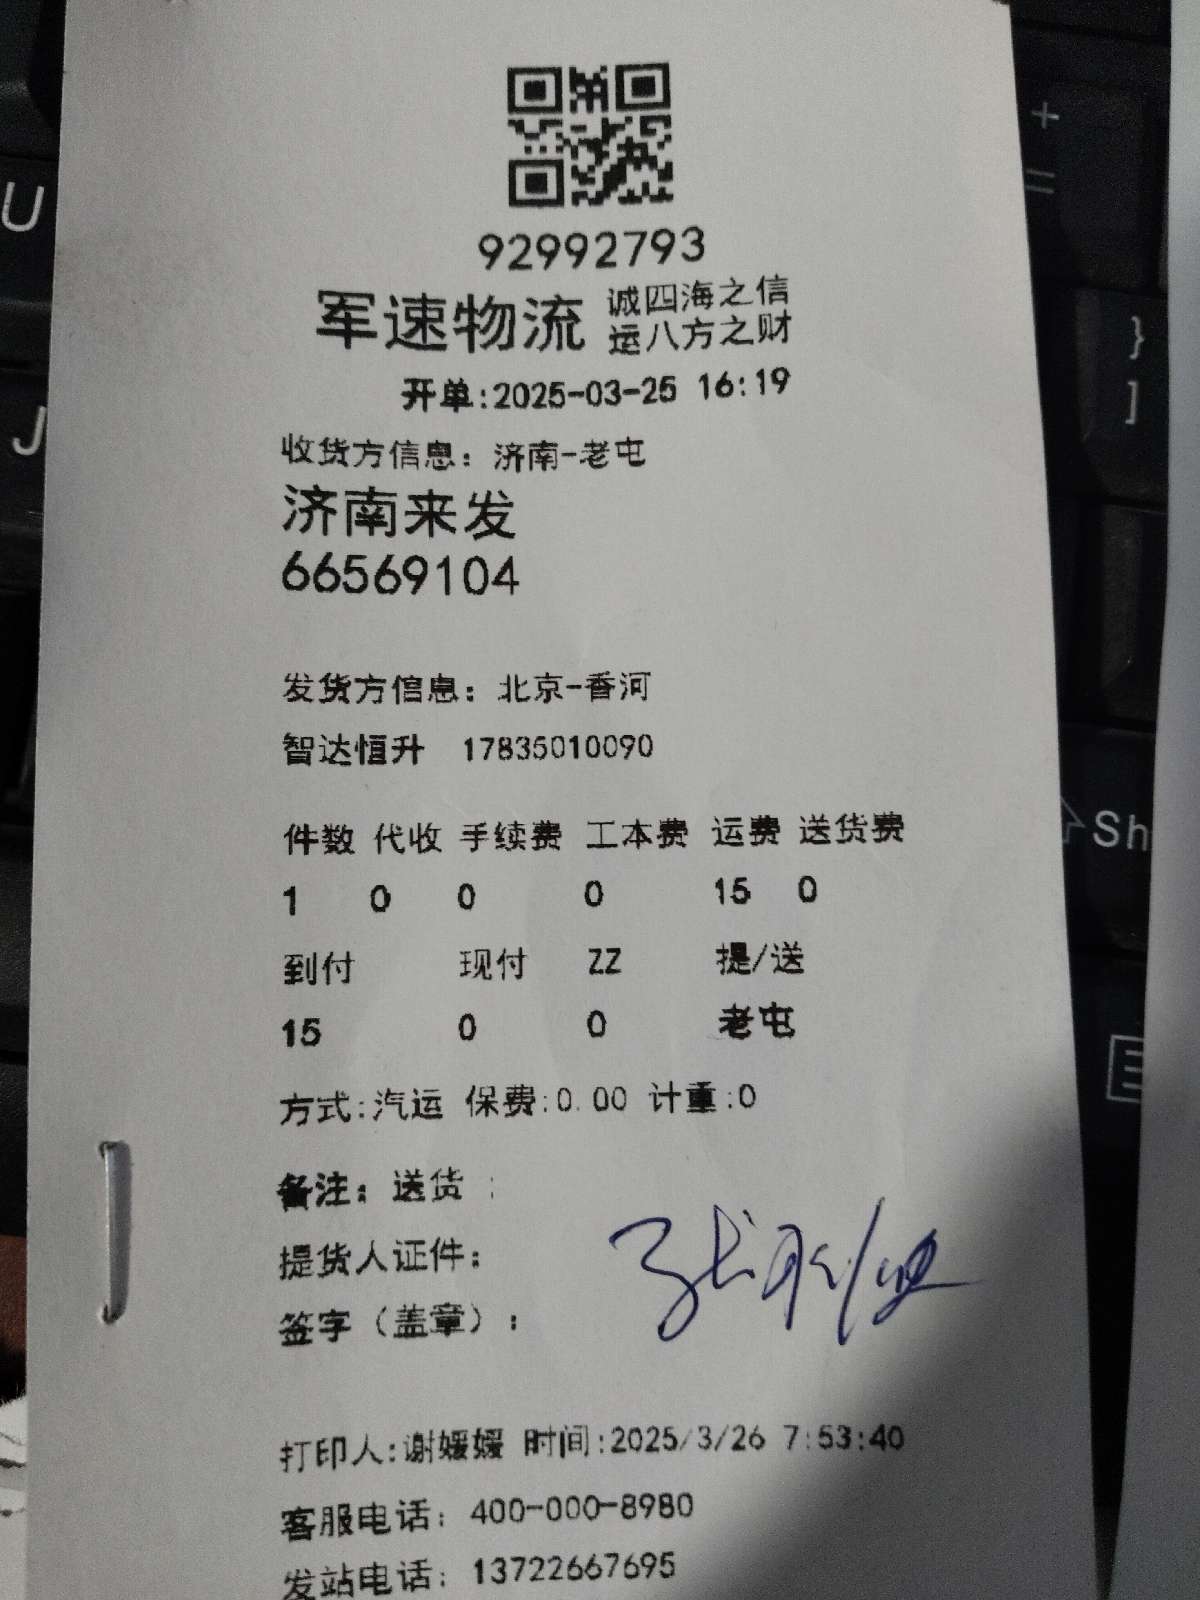 92992793
军速物流 诚四海之信
运八方之财
开单:2025-03-25 16:19
收货方信息：济南-老屯
济南来发
66569104
发货方信息：北京-香河
智达恒升 17835010090
件数 代收 手续费 工本费 运费 送货费
1 0 0 0 15 0
到付 现付 ZZ 提/送
15 0 0 老屯
方式:汽运 保费:0.00 计重:0
备注：送货 :
提货人证件：
签字（盖章）：
打印人:谢媛媛 时间:2025/3/26 7:53:40
客服电话：400-000-8980
发站电话：13722667695
U
J
+
=
}
]
Sh